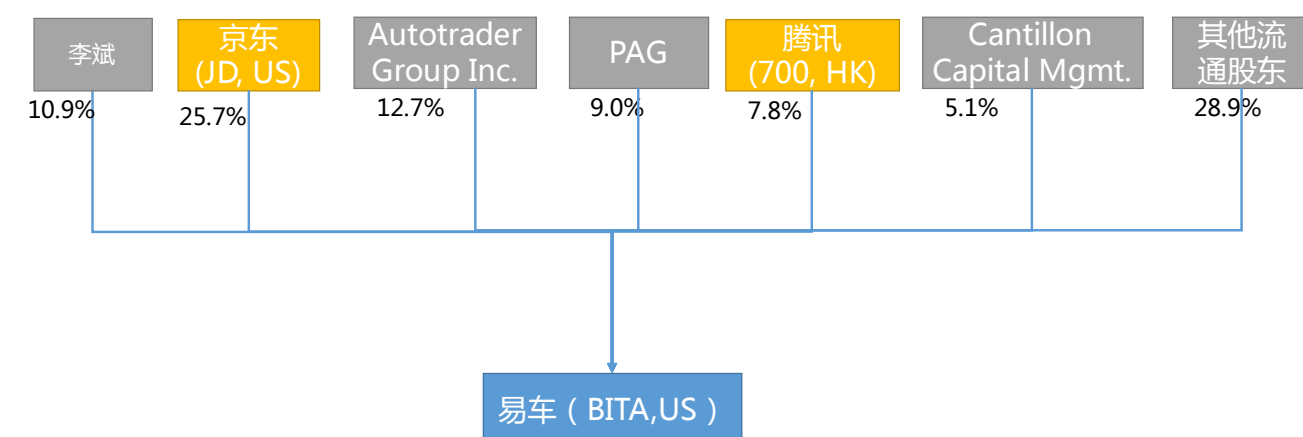 李斌
京东
(JD, US)
Autotrader
Group Inc.
PAG
腾讯
(700, HK)
Cantillon
Capital Mgmt.
其他流
通股东
10.9%
25.7%
12.7%
9.0%
7.8%
5.1%
28.9%
易车（BITA,US）